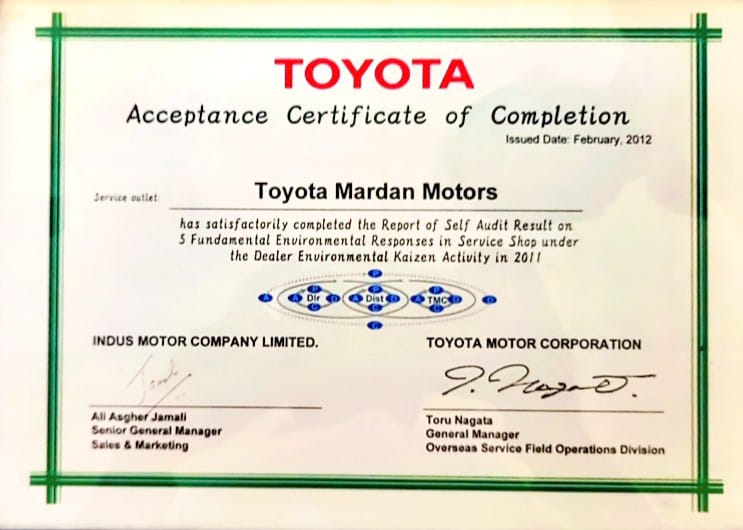 TOYOTA
Acceptance Certificate of Completion
Issued Date: February, 2012
Service outlet: Toyota Mardan Motors
has satisfactorily completed the Report of Self Audit Result on
5 Fundamental Environmental Responses in Service Shop under
the Dealer Environmental Kaizen Activity in 2011
P
P P P
A A Dlr D A Dist D A TMC D D
C C C
C
INDUS MOTOR COMPANY LIMITED. TOYOTA MOTOR CORPORATION
Jamali
J. Nagata.
Ali Asgher Jamali
Senior General Manager
Sales & Marketing
Toru Nagata
General Manager
Overseas Service Field Operations Division